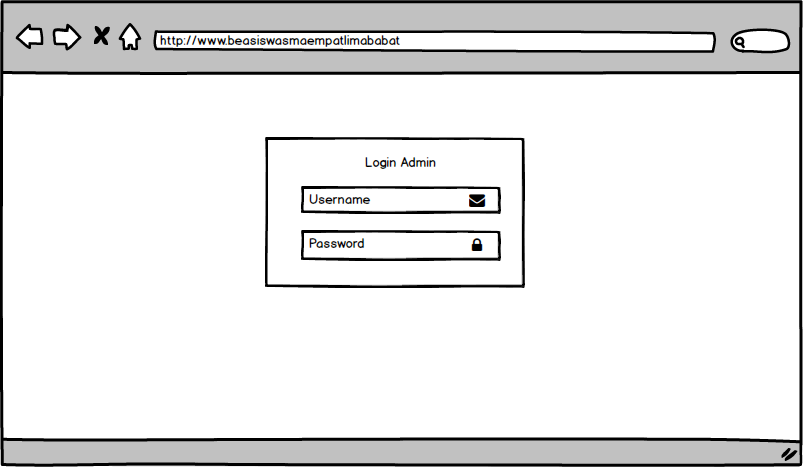 http://www.beasiswasmaempatlimababat
Login Admin
Username
Password